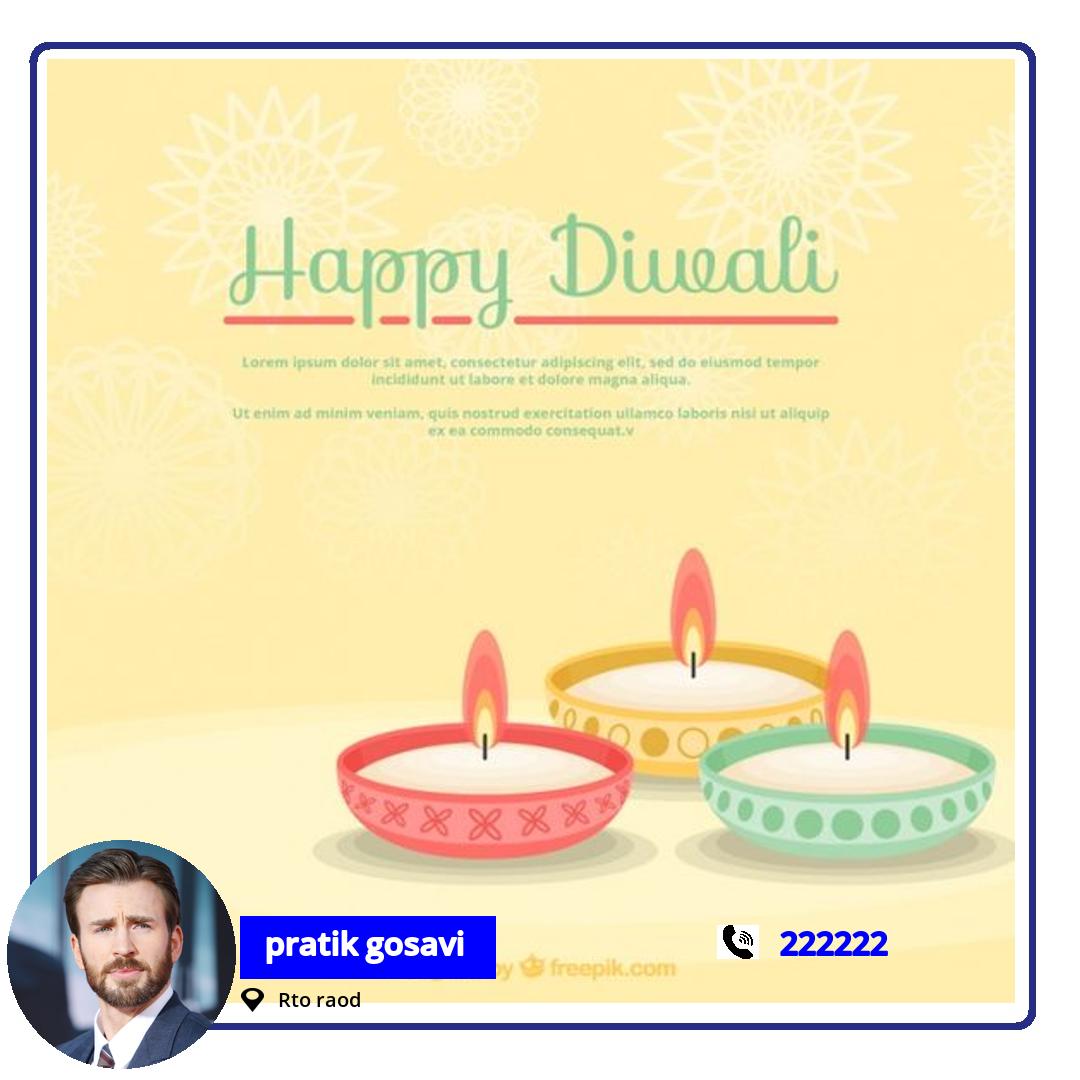 Happy Diwali
Lorem ipsum dolor sit amet, consectetur adipiscing elit, sed do eiusmod tempor
incididunt ut labore et dolore magna aliqua.
Ut enim ad minim veniam, quis nostrud exercitation ullamco laboris nisi ut aliquip
ex ea commodo consequat.v
pratik gosavi
222222
by freepik.com
Rto raod